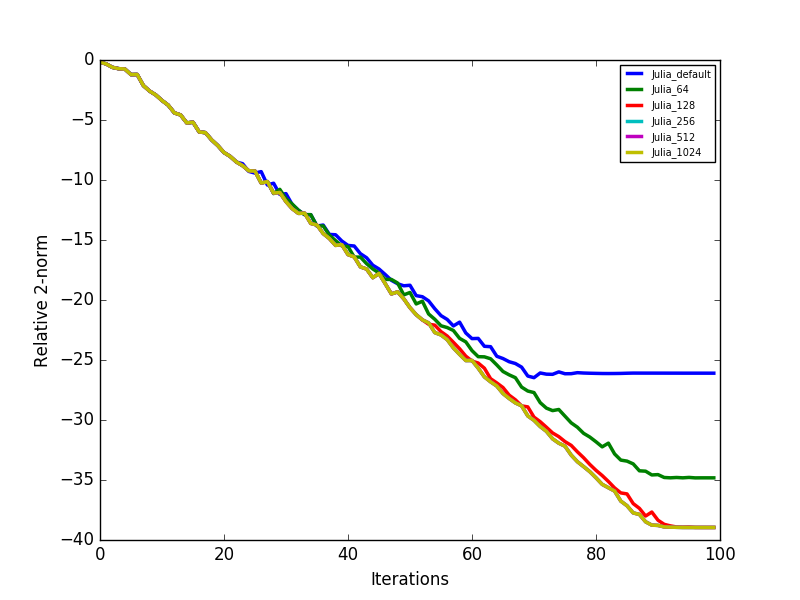 0
−5
−10
−15
−20
−25
−30
−35
−40
Relative 2-norm
0
20
40
60
80
100
Iterations
Julia_default
Julia_64
Julia_128
Julia_256
Julia_512
Julia_1024